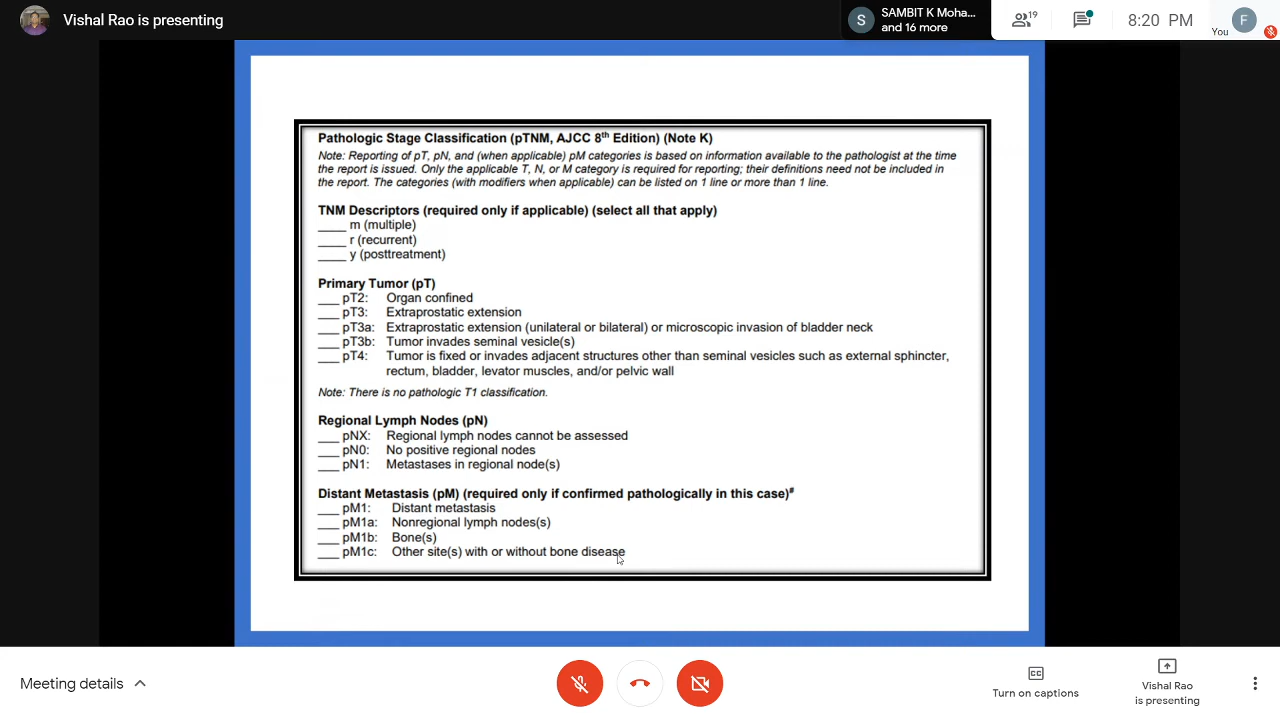 Vishal Rao is presenting
S
SAMBIT K Moha...
and 16 more
19
8:20 PM
You
F
Pathologic Stage Classification (pTNM, AJCC 8th Edition) (Note K)
Note: Reporting of pT, pN, and (when applicable) pM categories is based on information available to the pathologist at the time
the report is issued. Only the applicable T, N, or M category is required for reporting; their definitions need not be included in
the report. The categories (with modifiers when applicable) can be listed on 1 line or more than 1 line.
TNM Descriptors (required only if applicable) (select all that apply)
____ m (multiple)
____ r (recurrent)
____ y (posttreatment)
Primary Tumor (pT)
___ pT2: Organ confined
___ pT3: Extraprostatic extension
___ pT3a: Extraprostatic extension (unilateral or bilateral) or microscopic invasion of bladder neck
___ pT3b: Tumor invades seminal vesicle(s)
___ pT4: Tumor is fixed or invades adjacent structures other than seminal vesicles such as external sphincter,
rectum, bladder, levator muscles, and/or pelvic wall
Note: There is no pathologic T1 classification.
Regional Lymph Nodes (pN)
___ pNX: Regional lymph nodes cannot be assessed
___ pN0: No positive regional nodes
___ pN1: Metastases in regional node(s)
Distant Metastasis (pM) (required only if confirmed pathologically in this case)#
___ pM1: Distant metastasis
___ pM1a: Nonregional lymph nodes(s)
___ pM1b: Bone(s)
___ pM1c: Other site(s) with or without bone disease
Meeting details
CC
Turn on captions
Vishal Rao
is presenting